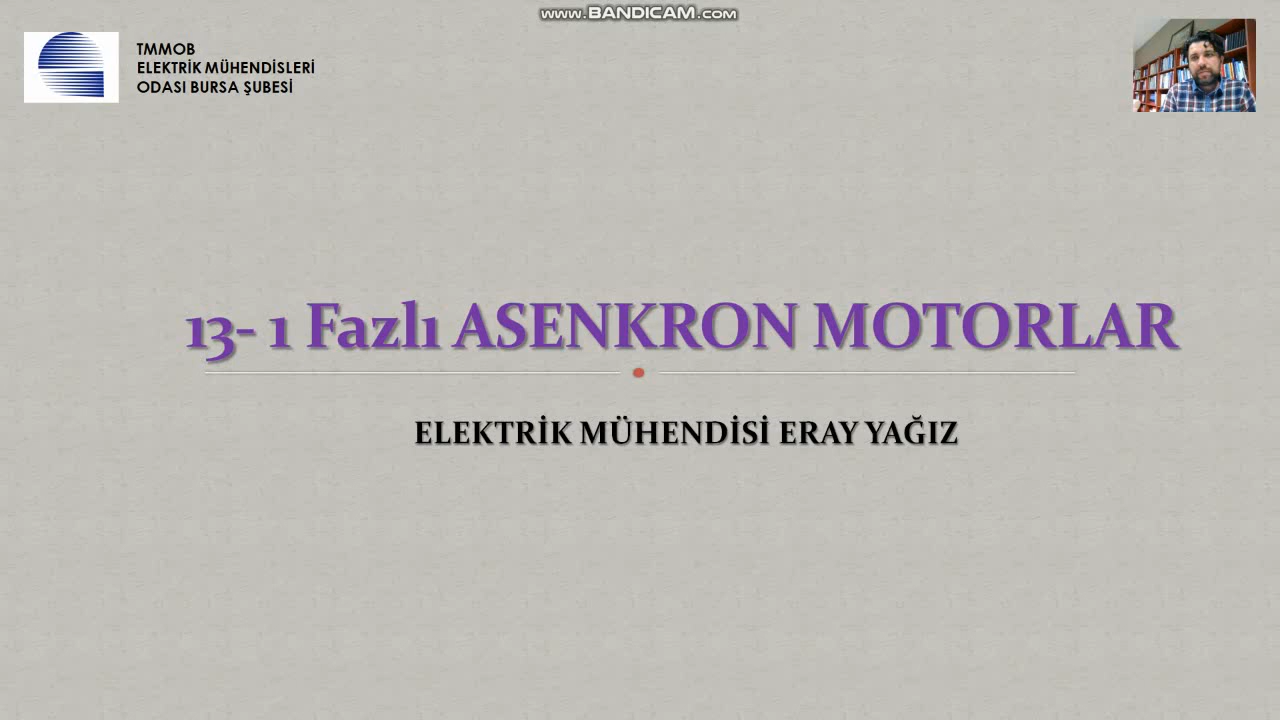 www.BANDICAM.com
TMMOB
ELEKTRİK MÜHENDİSLERİ
ODASI BURSA ŞUBESİ
13- 1 Fazlı ASENKRON MOTORLAR
ELEKTRİK MÜHENDİSİ ERAY YAĞIZ